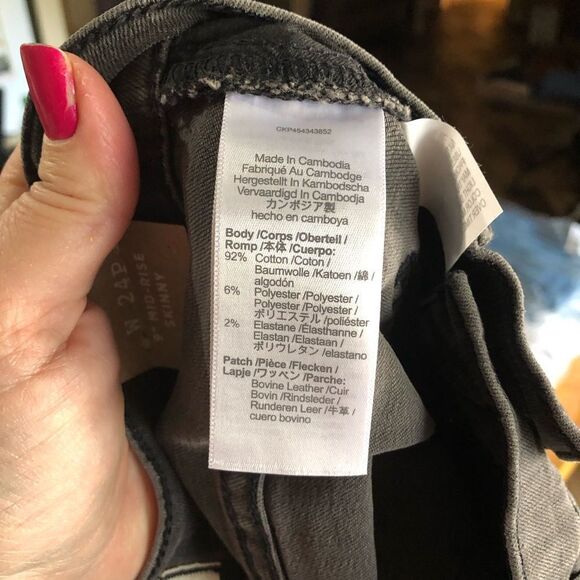 CKP454343852
Made In Cambodia
Fabriqué Au Cambodge
Hergestellt In Kambodscha
Vervaardigd In Cambodja
カンボジア製
hecho en camboya
Body /Corps /Oberteil /
Romp /本体 /Cuerpo:
92% Cotton /Coton /
Baumwolle /Katoen /綿 /
algodón
6% Polyester /Polyester /
Polyester /Polyester /
ポリエステル /poliéster
2% Elastane /Élasthanne /
Elastan /Elastaan /
ポリウレタン /elastano
Patch /Pièce /Flecken /
Lapje /ワッペン /Parche:
Bovine Leather /Cuir
Bovin /Rindsleder /
Runderen Leer /牛革 /
cuero bovino
W 24P
9" MID-RISE
SKINNY